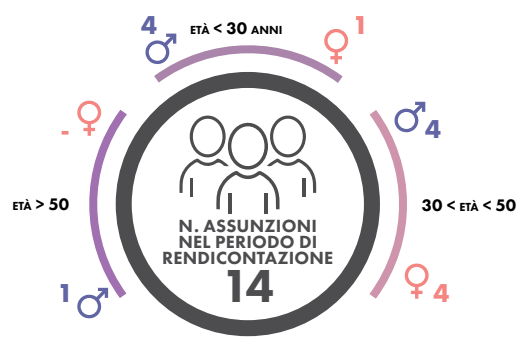 4 ETÀ < 30 ANNI 1
- 4
ETÀ > 50 30 < ETÀ < 50
N. ASSUNZIONI
NEL PERIODO DI
RENDICONTAZIONE
14
1 4